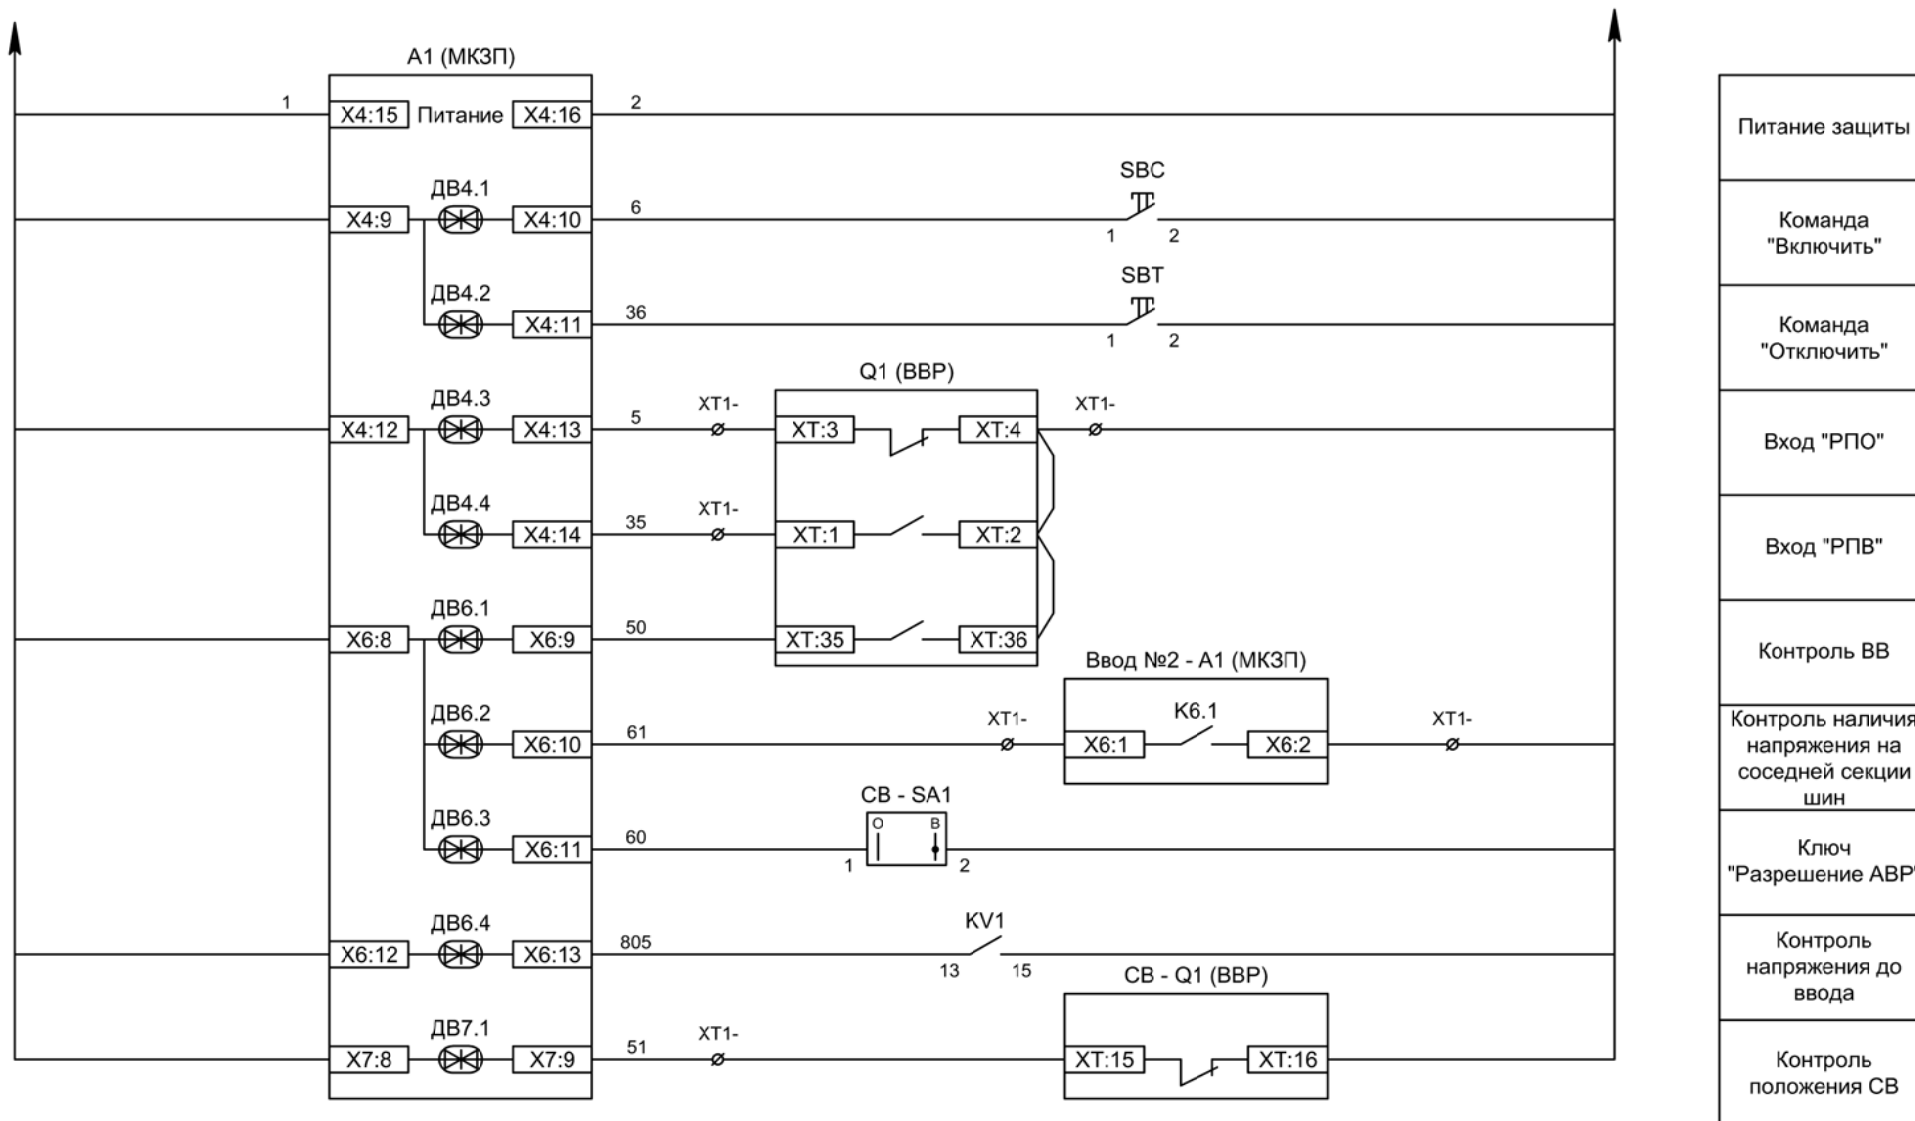 А1 (МКЗП)
1 X4:15 Питание X4:16 2
Питание защиты
ДВ4.1 SBC
X4:9 X4:10 6 1 2
Команда
"Включить"
ДВ4.2 SBT
X4:11 36 1 2
Команда
"Отключить"
Q1 (ВВР)
ДВ4.3 XT1- XT1-
X4:12 X4:13 5 XT:3 XT:4
Вход "РПО"
ДВ4.4 XT1-
X4:14 35 XT:1 XT:2
Вход "РПВ"
ДВ6.1
X6:8 X6:9 50 XT:35 XT:36
Контроль ВВ
Ввод №2 - А1 (МКЗП)
ДВ6.2 XT1- K6.1 XT1-
X6:10 61 X6:1 X6:2
Контроль наличия
напряжения на
соседней секции
шин
СВ - SA1
ДВ6.3 О В
X6:11 60 1 2
Ключ
"Разрешение АВР"
ДВ6.4 KV1
X6:12 X6:13 805 13 15
Контроль
напряжения до
ввода
СВ - Q1 (ВВР)
ДВ7.1 XT1-
X7:8 X7:9 51 XT:15 XT:16
Контроль
положения СВ